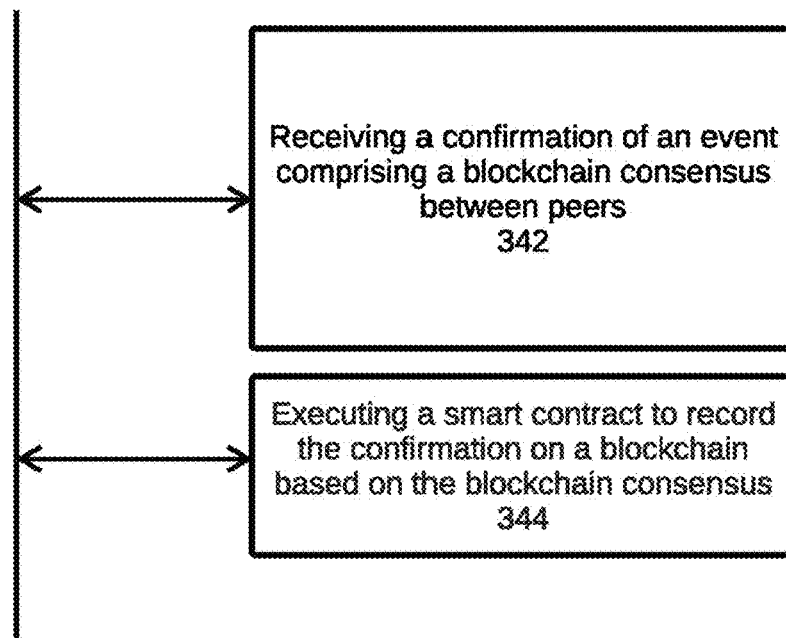 Receiving a confirmation of an event
comprising a blockchain consensus
between peers
342
Executing a smart contract to record
the confirmation on a blockchain
based on the blockchain consensus
344